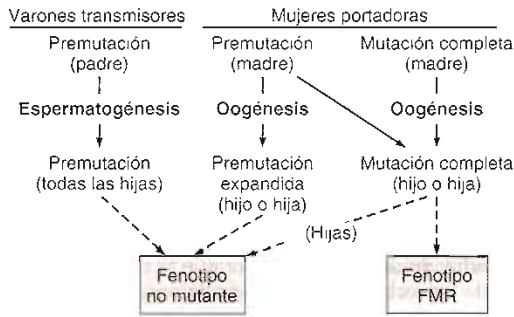 Varones transmisores Mujeres portadoras
Premutación Premutación Mutación completa
(padre) (madre) (madre)
Espermatogénesis Oogénesis Oogénesis
Premutación Premutación Mutación completa
(todas las hijas) expandida (hijo o hija)
(hijo o hija)
(Hijas)
Fenotipo Fenotipo
no mutante FMR